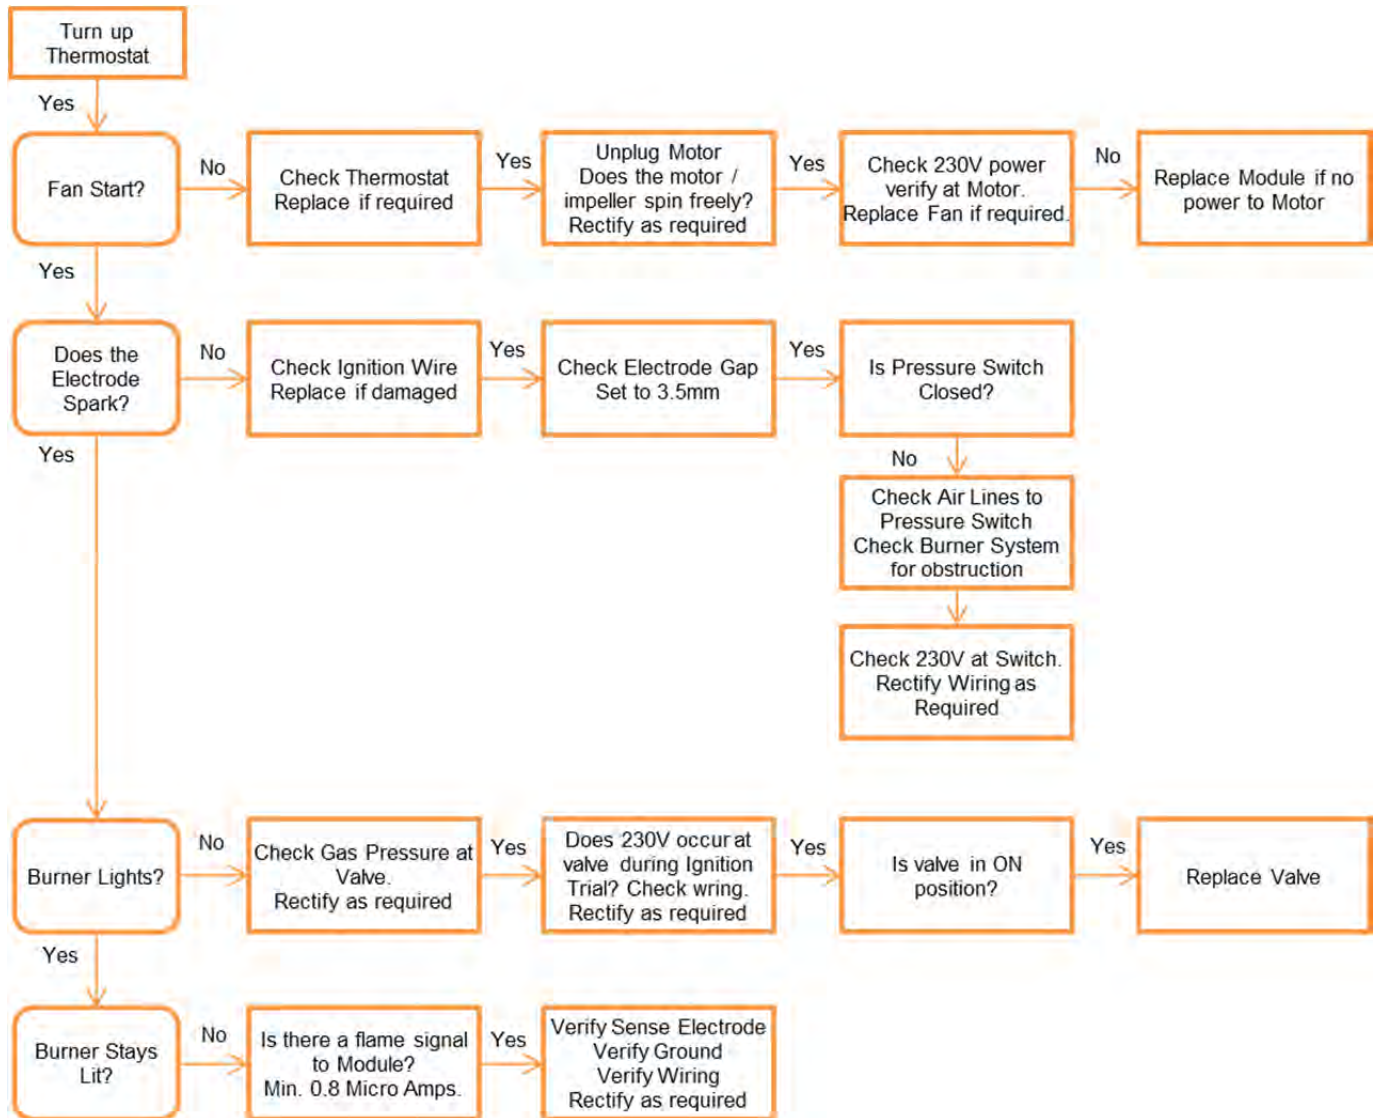 Turn up
Thermostat
Yes
Fan Start?
No
Check Thermostat
Replace if required
Yes
Unplug Motor
Does the motor /
impeller spin freely?
Rectify as required
Yes
Check 230V power
verify at Motor.
Replace Fan if required.
No
Replace Module if no
power to Motor
Yes
Does the
Electrode
Spark?
No
Check Ignition Wire
Replace if damaged
Yes
Check Electrode Gap
Set to 3.5mm
Yes
Is Pressure Switch
Closed?
No
Check Air Lines to
Pressure Switch
Check Burner System
for obstruction
Check 230V at Switch.
Rectify Wiring as
Required
Yes
Burner Lights?
No
Check Gas Pressure at
Valve.
Rectify as required
Yes
Does 230V occur at
valve during Ignition
Trial? Check wring.
Rectify as required
Yes
Is valve in ON
position?
Yes
Replace Valve
Yes
Burner Stays
Lit?
No
Is there a flame signal
to Module?
Min. 0.8 Micro Amps.
Yes
Verify Sense Electrode
Verify Ground
Verify Wiring
Rectify as required